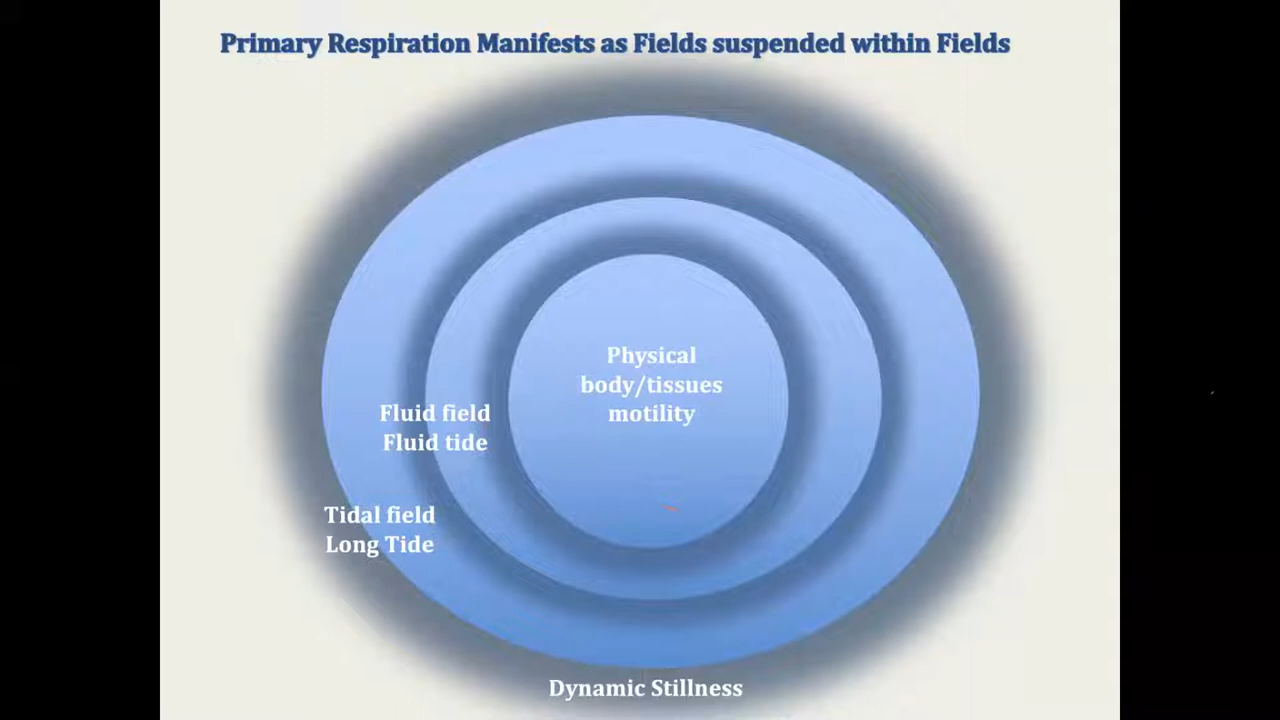 Primary Respiration Manifests as Fields suspended within Fields
Physical
body/tissues
motility
Fluid field
Fluid tide
Tidal field
Long Tide
Dynamic Stillness